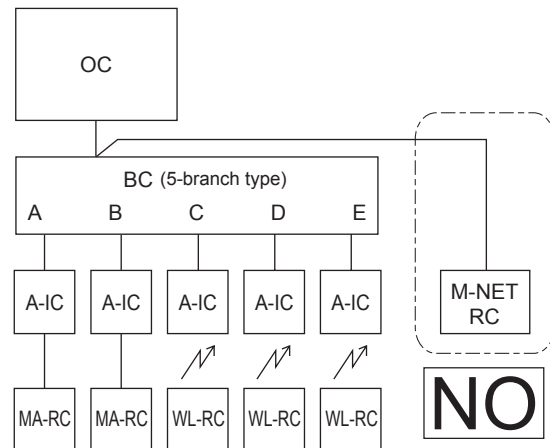 OC
BC (5-branch type)
A B C D E
A-IC A-IC A-IC A-IC A-IC
M-NET
RC
MA-RC MA-RC WL-RC WL-RC WL-RC
NO